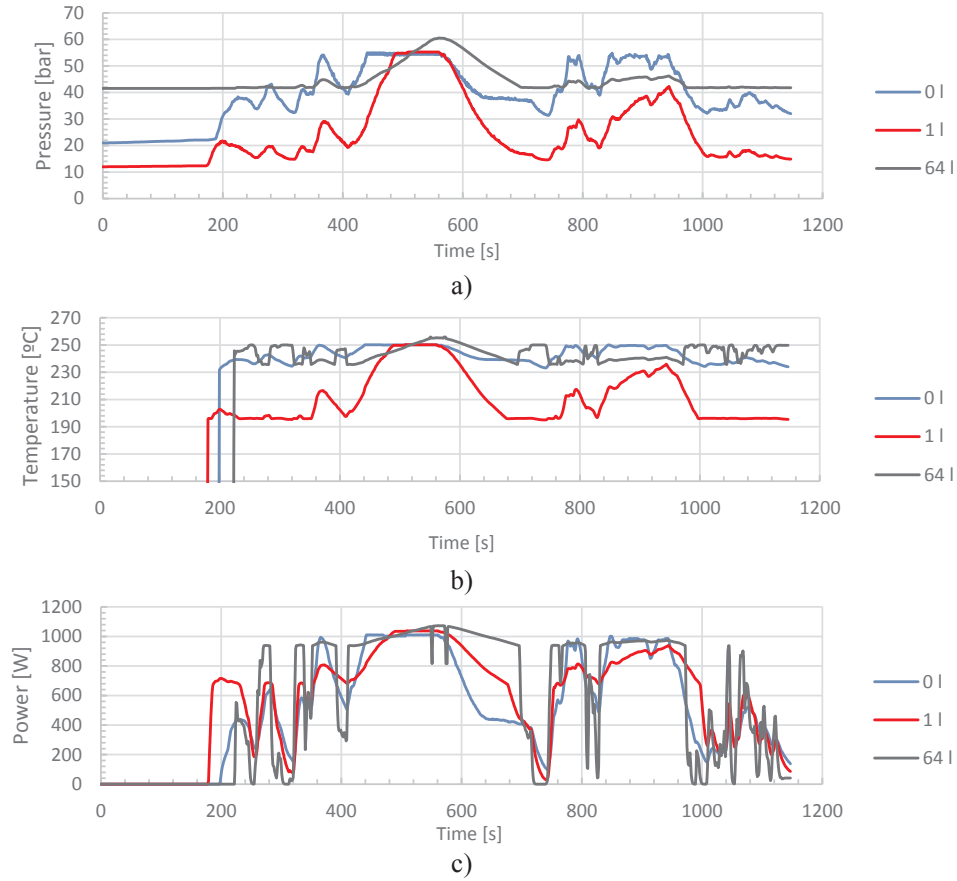 Pressure [bar]
70
60
50
40
30
20
10
0
0 200 400 600 800 1000 1200
Time [s]
0 l
1 l
64 l
a)
Temperature [ºC]
270
250
230
210
190
170
150
0 200 400 600 800 1000 1200
Time [s]
0 l
1 l
64 l
b)
Power [W]
1200
1000
800
600
400
200
0
0 200 400 600 800 1000 1200
Time [s]
0 l
1 l
64 l
c)